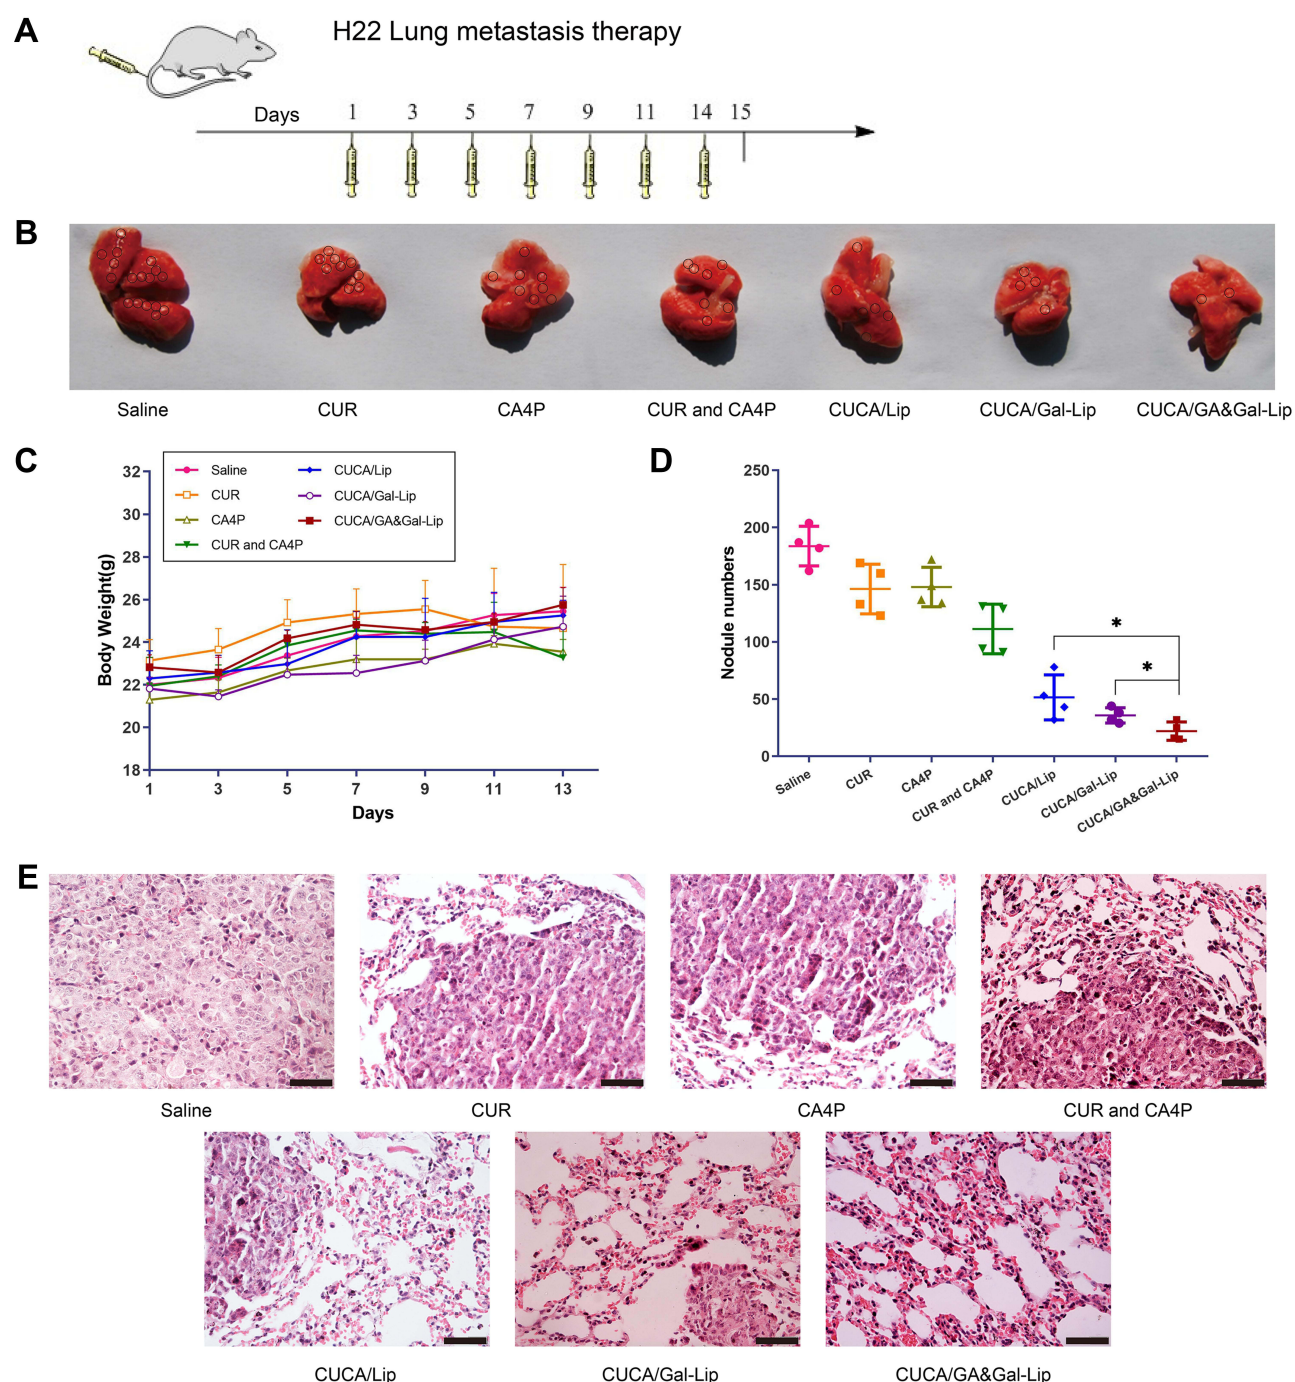 A
H22 Lung metastasis therapy
Days 1 3 5 7 9 11 14 15
B
Saline CUR CA4P CUR and CA4P CUCA/Lip CUCA/Gal-Lip CUCA/GA&Gal-Lip
C
Saline CUCA/Lip
CUR CUCA/Gal-Lip
CA4P CUCA/GA&Gal-Lip
CUR and CA4P
Body Weight(g)
32
30
28
26
24
22
20
18
1 3 5 7 9 11 13
Days
D
Nodule numbers
250
200
150
100
50
0
* *
Saline CUR CA4P CUR and CA4P CUCA/Lip CUCA/Gal-Lip CUCA/GA&Gal-Lip
E
Saline CUR CA4P CUR and CA4P
CUCA/Lip CUCA/Gal-Lip CUCA/GA&Gal-Lip